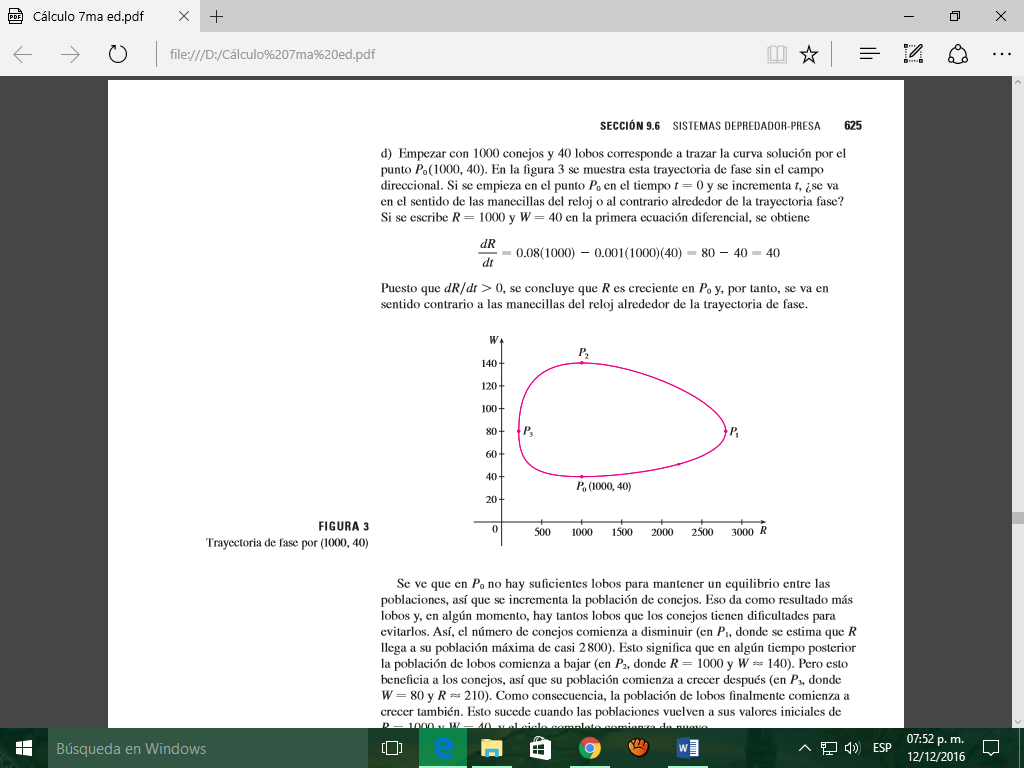 Cálculo 7ma ed.pdf
file:///D:/Cálculo%207ma%20ed.pdf
SECCIÓN 9.6 SISTEMAS DEPREDADOR-PRESA 625
d) Empezar con 1000 conejos y 40 lobos corresponde a trazar la curva solución por el
punto P₀(1000, 40). En la figura 3 se muestra esta trayectoria de fase sin el campo
direccional. Si se empieza en el punto P₀ en el tiempo t = 0 y se incrementa t, ¿se va
en el sentido de las manecillas del reloj o al contrario alrededor de la trayectoria fase?
Si se escribe R = 1000 y W = 40 en la primera ecuación diferencial, se obtiene
dR/dt = 0.08(1000) − 0.001(1000)(40) = 80 − 40 = 40
Puesto que dR/dt > 0, se concluye que R es creciente en P₀ y, por tanto, se va en
sentido contrario a las manecillas del reloj alrededor de la trayectoria de fase.
W
P₂
140
120
100
80
P₃
P₁
60
40
P₀ (1000, 40)
20
0 500 1000 1500 2000 2500 3000 R
FIGURA 3
Trayectoria de fase por (1000, 40)
Se ve que en P₀ no hay suficientes lobos para mantener un equilibrio entre las
poblaciones, así que se incrementa la población de conejos. Eso da como resultado más
lobos y, en algún momento, hay tantos lobos que los conejos tienen dificultades para
evitarlos. Así, el número de conejos comienza a disminuir (en P₁, donde se estima que R
llega a su población máxima de casi 2 800). Esto significa que en algún tiempo posterior
la población de lobos comienza a bajar (en P₂, donde R = 1000 y W ≈ 140). Pero esto
beneficia a los conejos, así que su población comienza a crecer después (en P₃, donde
W = 80 y R ≈ 210). Como consecuencia, la población de lobos finalmente comienza a
crecer también. Esto sucede cuando las poblaciones vuelven a sus valores iniciales de
R = 1000 y W = 40, y el ciclo completo comienza de nuevo.
Búsqueda en Windows
ESP
07:52 p. m.
12/12/2016